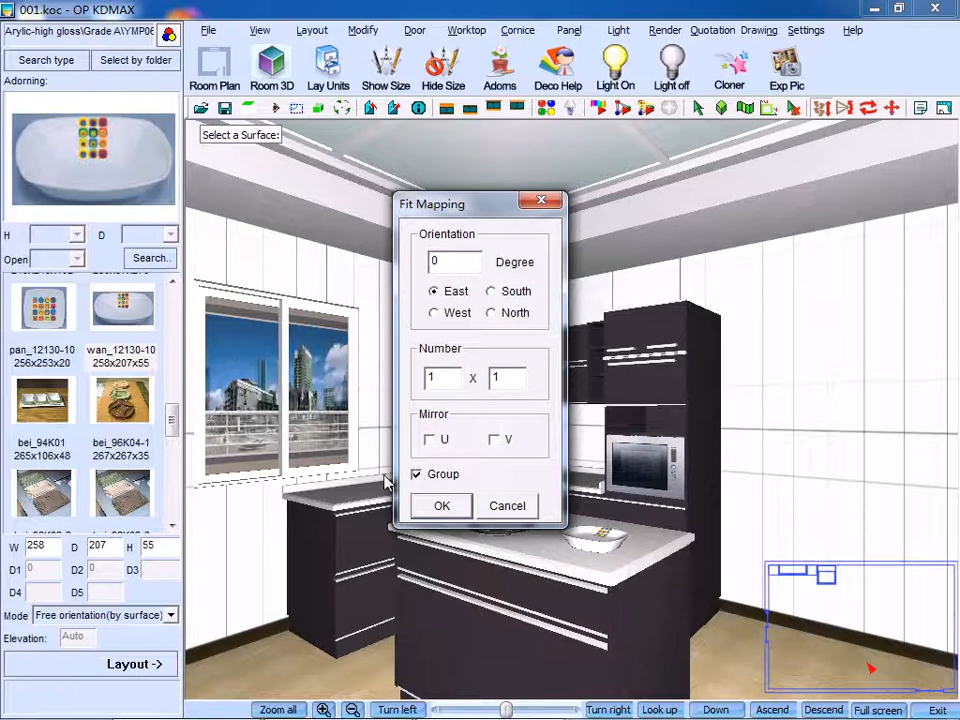 001.koc - OP KDMAX
Arylic-high gloss\Grade A\YMP06
File View Layout Modify Door Worktop Cornice Panel Light Render Quotation Drawing Settings Help
Search type Select by folder
Room Plan Room 3D Lay Units Show Size Hide Size Adorns Deco Help Light On Light off Cloner Exp Pic
Adorning:
Select a Surface:
H D
Open Search..
pan_12130-10 wan_12130-10
256x253x20 258x207x55
bei_94K01 bei_96K04-1
265x106x48 267x267x35
W 258 D 207 H 55
D1 0 D2 0 D3
D4 D5
Mode Free orientation(by surface)
Elevation: Auto
Layout ->
Fit Mapping
Orientation
0 Degree
East South
West North
Number
1 X 1
Mirror
U V
Group
OK Cancel
Zoom all Turn left Turn right Look up Down Ascend Descend Full screen Exit